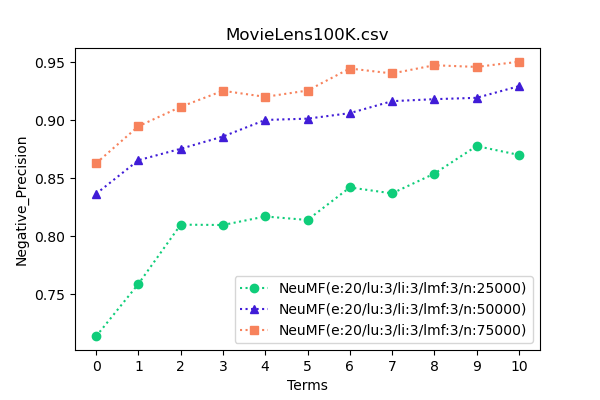 MovieLens100K.csv
Negative_Precision
0.95
0.90
0.85
0.80
0.75
NeuMF(e:20/lu:3/li:3/lmf:3/n:25000)
NeuMF(e:20/lu:3/li:3/lmf:3/n:50000)
NeuMF(e:20/lu:3/li:3/lmf:3/n:75000)
0 1 2 3 4 5 6 7 8 9 10
Terms